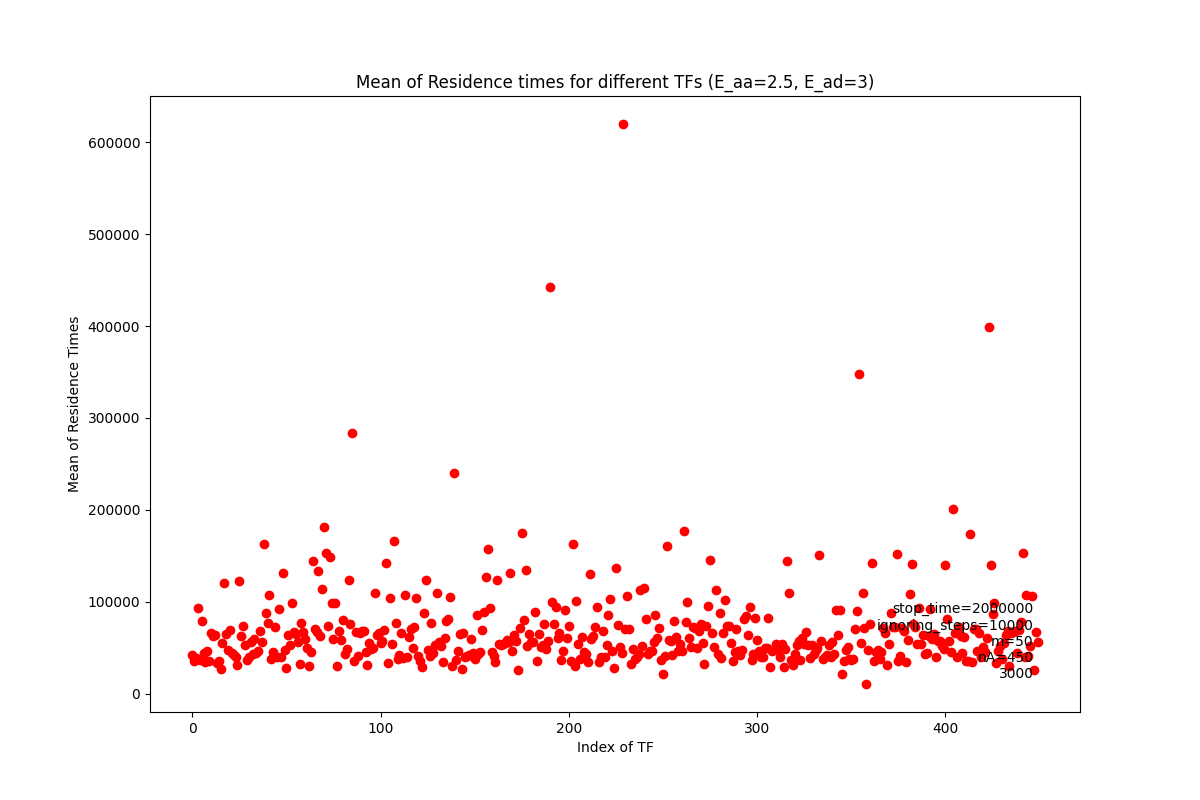 Mean of Residence times for different TFs (E_aa=2.5, E_ad=3)
600000
500000
400000
300000
200000
100000
0
Mean of Residence Times
stop_time=2000000
ignoring_steps=10000
m=50
nA=450
3000
0
100
200
300
400
Index of TF